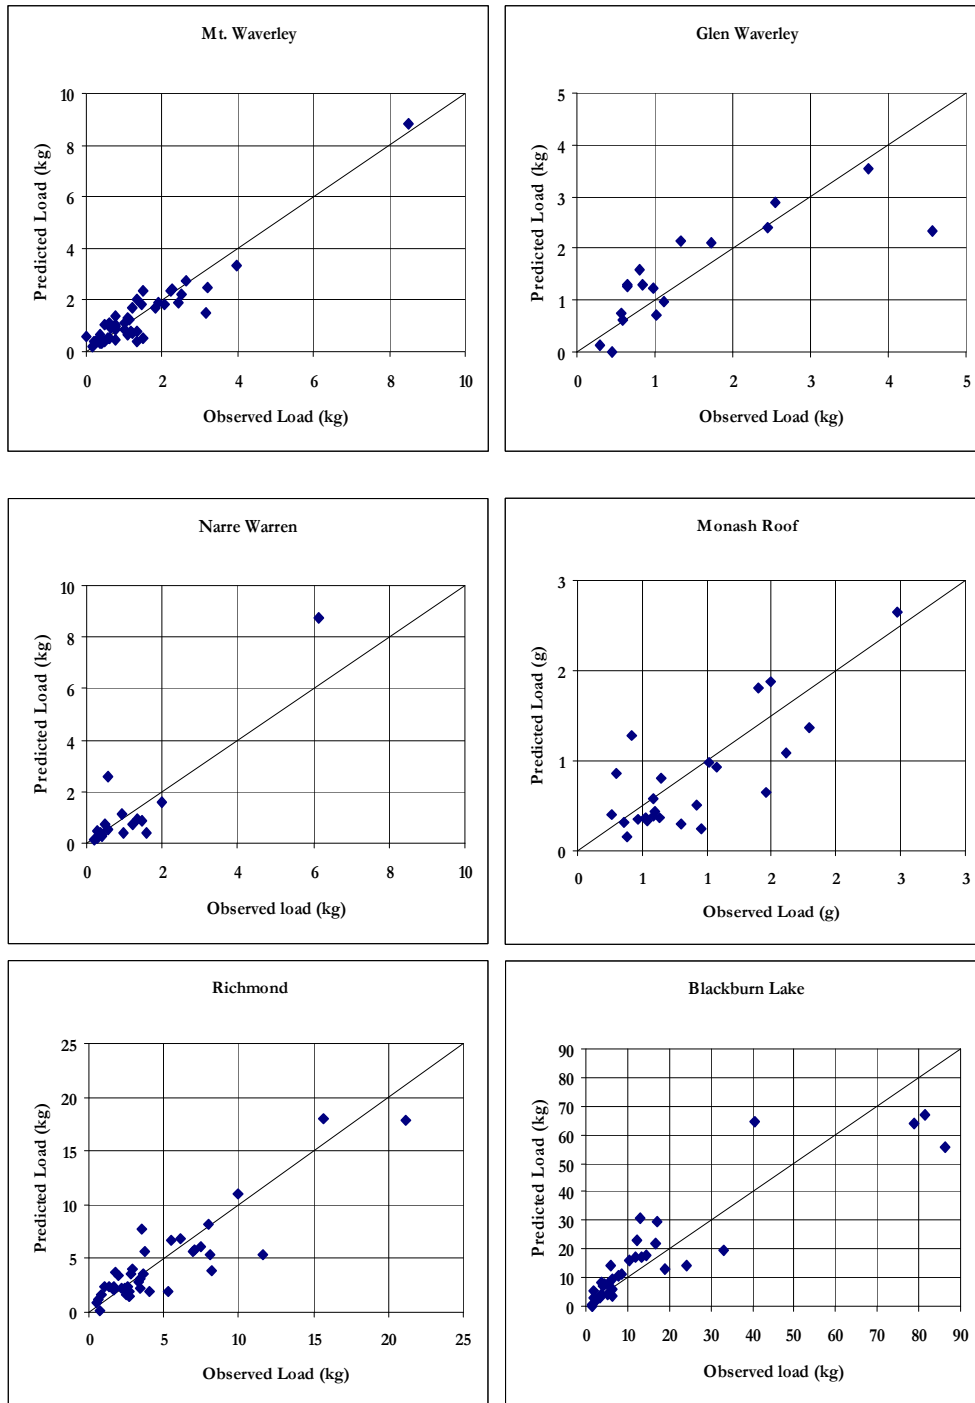 Mt. Waverley
10
8
6
4
2
0
0 2 4 6 8 10
Predicted Load (kg)
Observed Load (kg)
Glen Waverley
5
4
3
2
1
0
0 1 2 3 4 5
Predicted Load (kg)
Observed Load (kg)
Narre Warren
10
8
6
4
2
0
0 2 4 6 8 10
Predicted Load (kg)
Observed load (kg)
Monash Roof
3
2
1
0
0 1 1 2 2 3 3
Predicted Load (g)
Observed Load (g)
Richmond
25
20
15
10
5
0
0 5 10 15 20 25
Predicted Load (kg)
Observed Load (kg)
Blackburn Lake
90
80
70
60
50
40
30
20
10
0
0 10 20 30 40 50 60 70 80 90
Predicted Load (kg)
Observed load (kg)